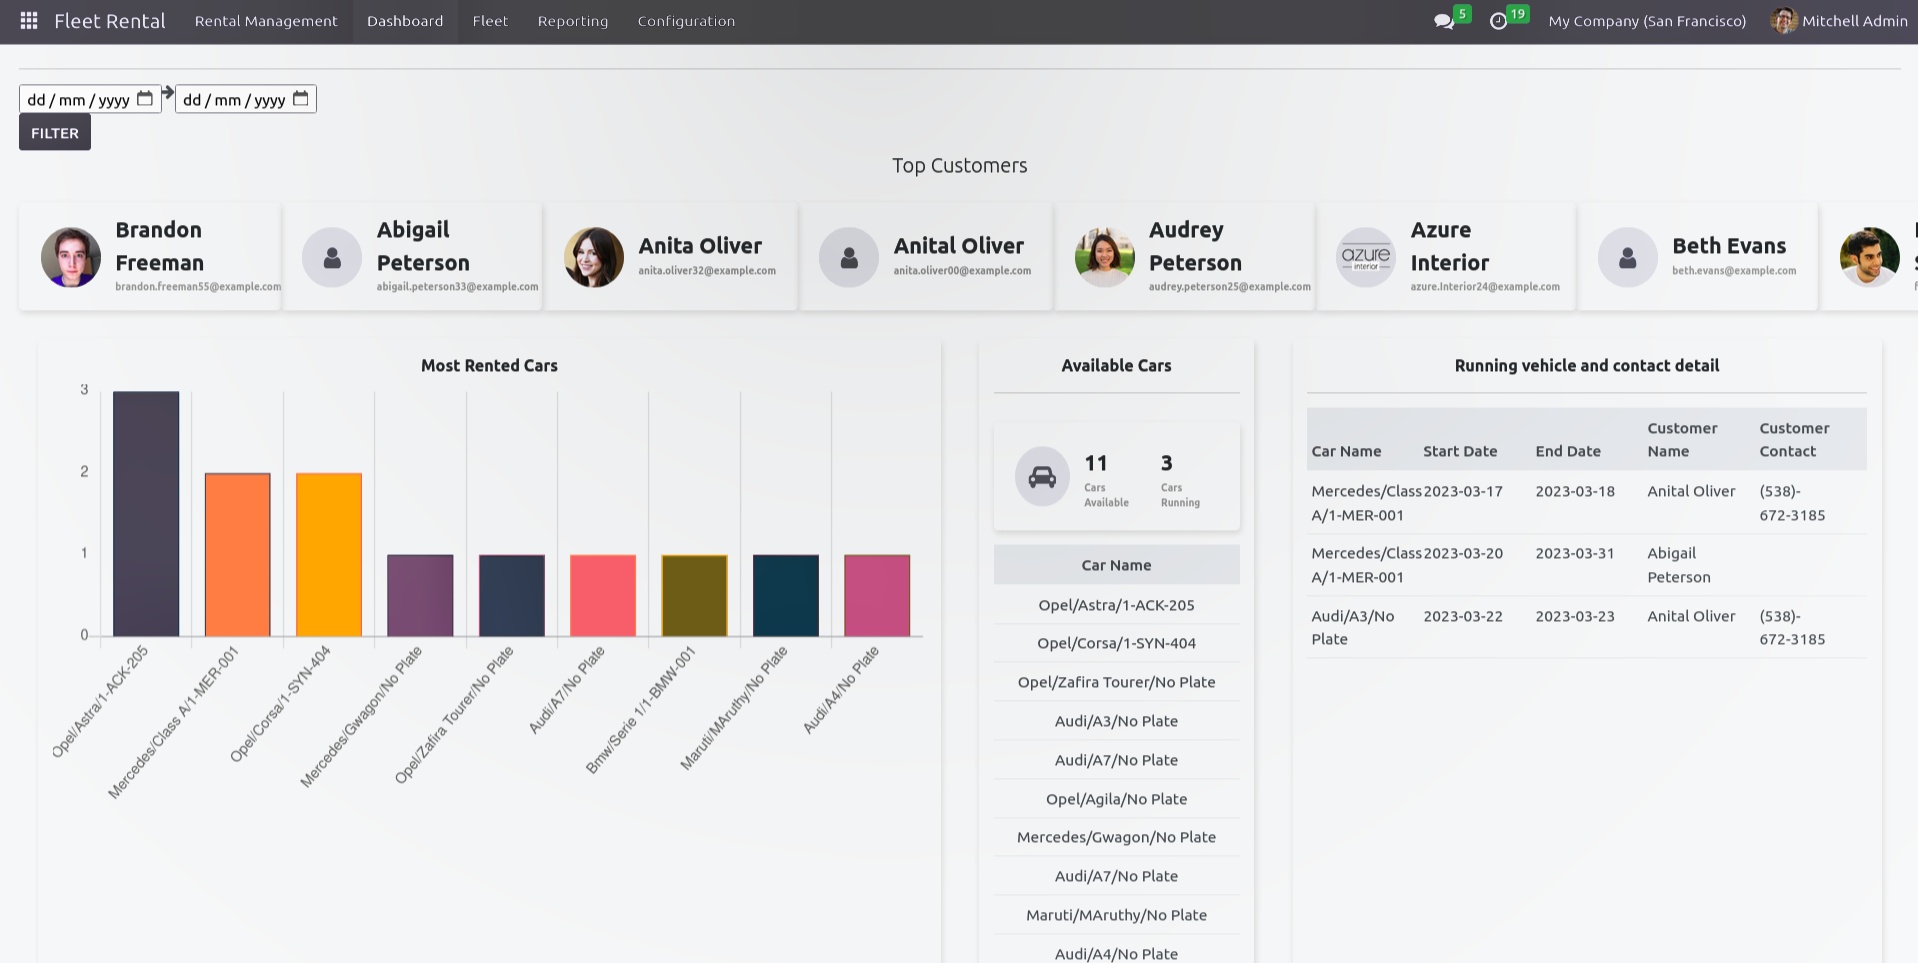 Fleet Rental Rental Management Dashboard Fleet Reporting Configuration 5 19 My Company (San Francisco) Mitchell Admin
dd / mm / yyyy dd / mm / yyyy
FILTER
Top Customers
Brandon
Freeman
brandon.freeman55@example.com
Abigail
Peterson
abigail.peterson33@example.com
Anita Oliver
anita.oliver32@example.com
Anital Oliver
anita.oliver00@example.com
Audrey
Peterson
audrey.peterson25@example.com
azure
interior
Azure
Interior
azure.Interior24@example.com
Beth Evans
beth.evans@example.com
Most Rented Cars
3
2
1
0
Opel/Astra/1-ACK-205
Mercedes/Class A/1-MER-001
Opel/Corsa/1-SYN-404
Mercedes/Gwagon/No Plate
Opel/Zafira Tourer/No Plate
Audi/A7/No Plate
Bmw/Serie 1/1-BMW-001
Maruti/MAruthy/No Plate
Audi/A4/No Plate
Available Cars
11
Cars
Available
3
Cars
Running
Car Name
Opel/Astra/1-ACK-205
Opel/Corsa/1-SYN-404
Opel/Zafira Tourer/No Plate
Audi/A3/No Plate
Audi/A7/No Plate
Opel/Agila/No Plate
Mercedes/Gwagon/No Plate
Audi/A7/No Plate
Maruti/MAruthy/No Plate
Audi/A4/No Plate
Running vehicle and contact detail
Car Name Start Date End Date Customer Name Customer Contact
Mercedes/Class 2023-03-17 2023-03-18 Anital Oliver (538)-
A/1-MER-001 672-3185
Mercedes/Class 2023-03-20 2023-03-31 Abigail
A/1-MER-001 Peterson
Audi/A3/No 2023-03-22 2023-03-23 Anital Oliver (538)-
Plate 672-3185